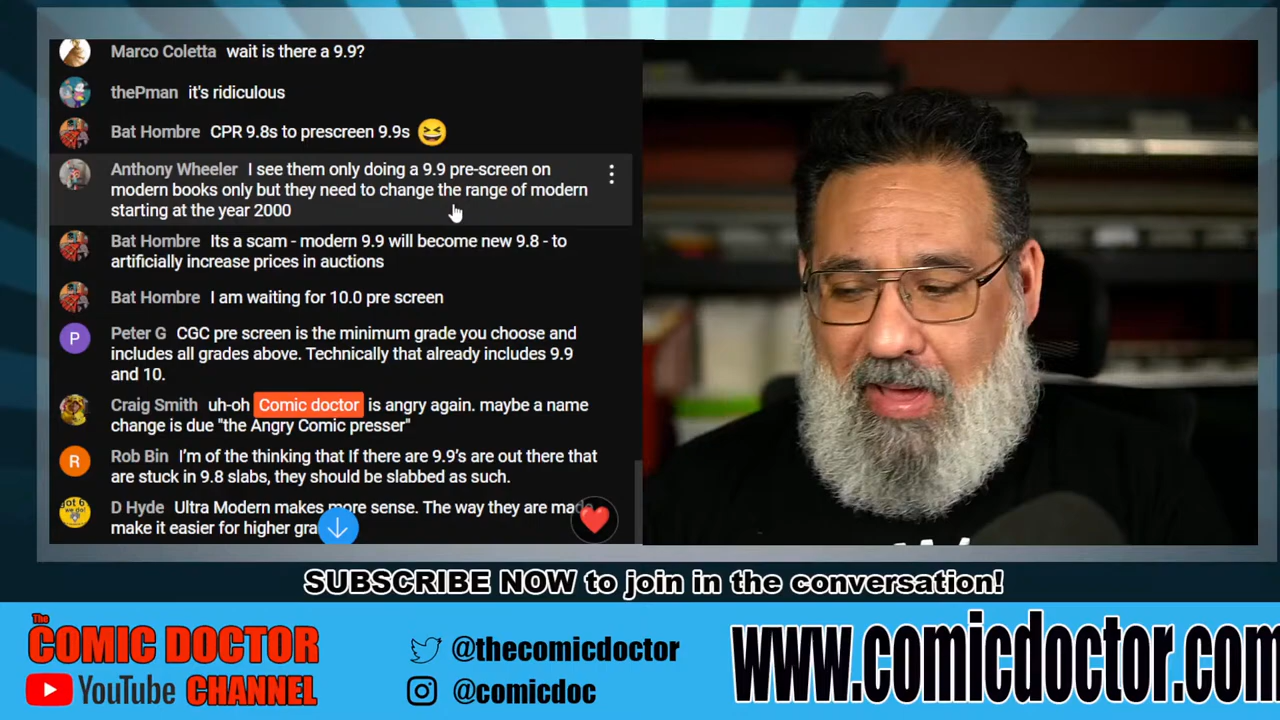 Marco Coletta wait is there a 9.9?
thePman it's ridiculous
Bat Hombre CPR 9.8s to prescreen 9.9s
Anthony Wheeler I see them only doing a 9.9 pre-screen on
modern books only but they need to change the range of modern
starting at the year 2000
Bat Hombre Its a scam - modern 9.9 will become new 9.8 - to
artificially increase prices in auctions
Bat Hombre I am waiting for 10.0 pre screen
P
Peter G CGC pre screen is the minimum grade you choose and
includes all grades above. Technically that already includes 9.9
and 10.
Craig Smith uh-oh Comic doctor is angry again. maybe a name
change is due "the Angry Comic presser"
R
Rob Bin I'm of the thinking that If there are 9.9's are out there that
are stuck in 9.8 slabs, they should be slabbed as such.
D Hyde Ultra Modern makes more sense. The way they are made
make it easier for higher gra
SUBSCRIBE NOW to join in the conversation!
The
COMIC DOCTOR
YouTube CHANNEL
@thecomicdoctor
@comicdoc
www.comicdoctor.com